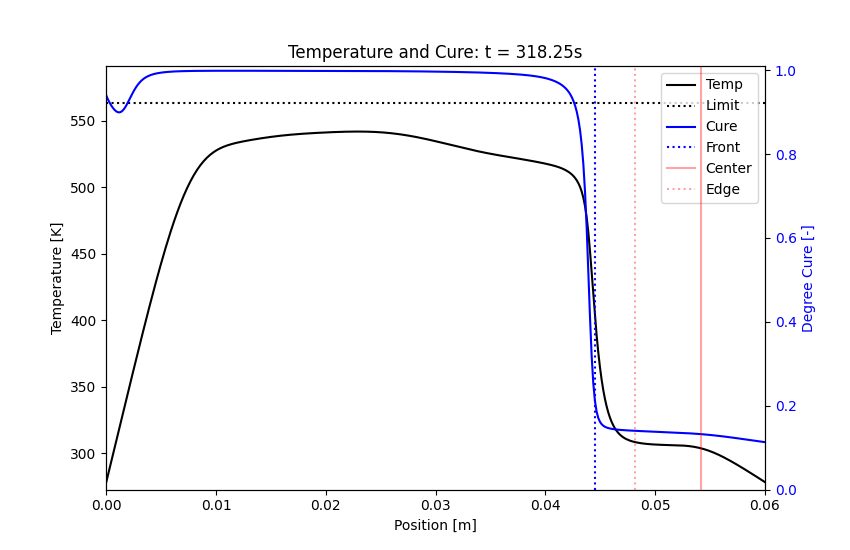 Temperature and Cure: t = 318.25s
Temp
Limit
Cure
Front
Center
Edge
550
500
450
400
350
300
Temperature [K]
1.0
0.8
0.6
0.4
0.2
0.0
Degree Cure [-]
0.00 0.01 0.02 0.03 0.04 0.05 0.06
Position [m]